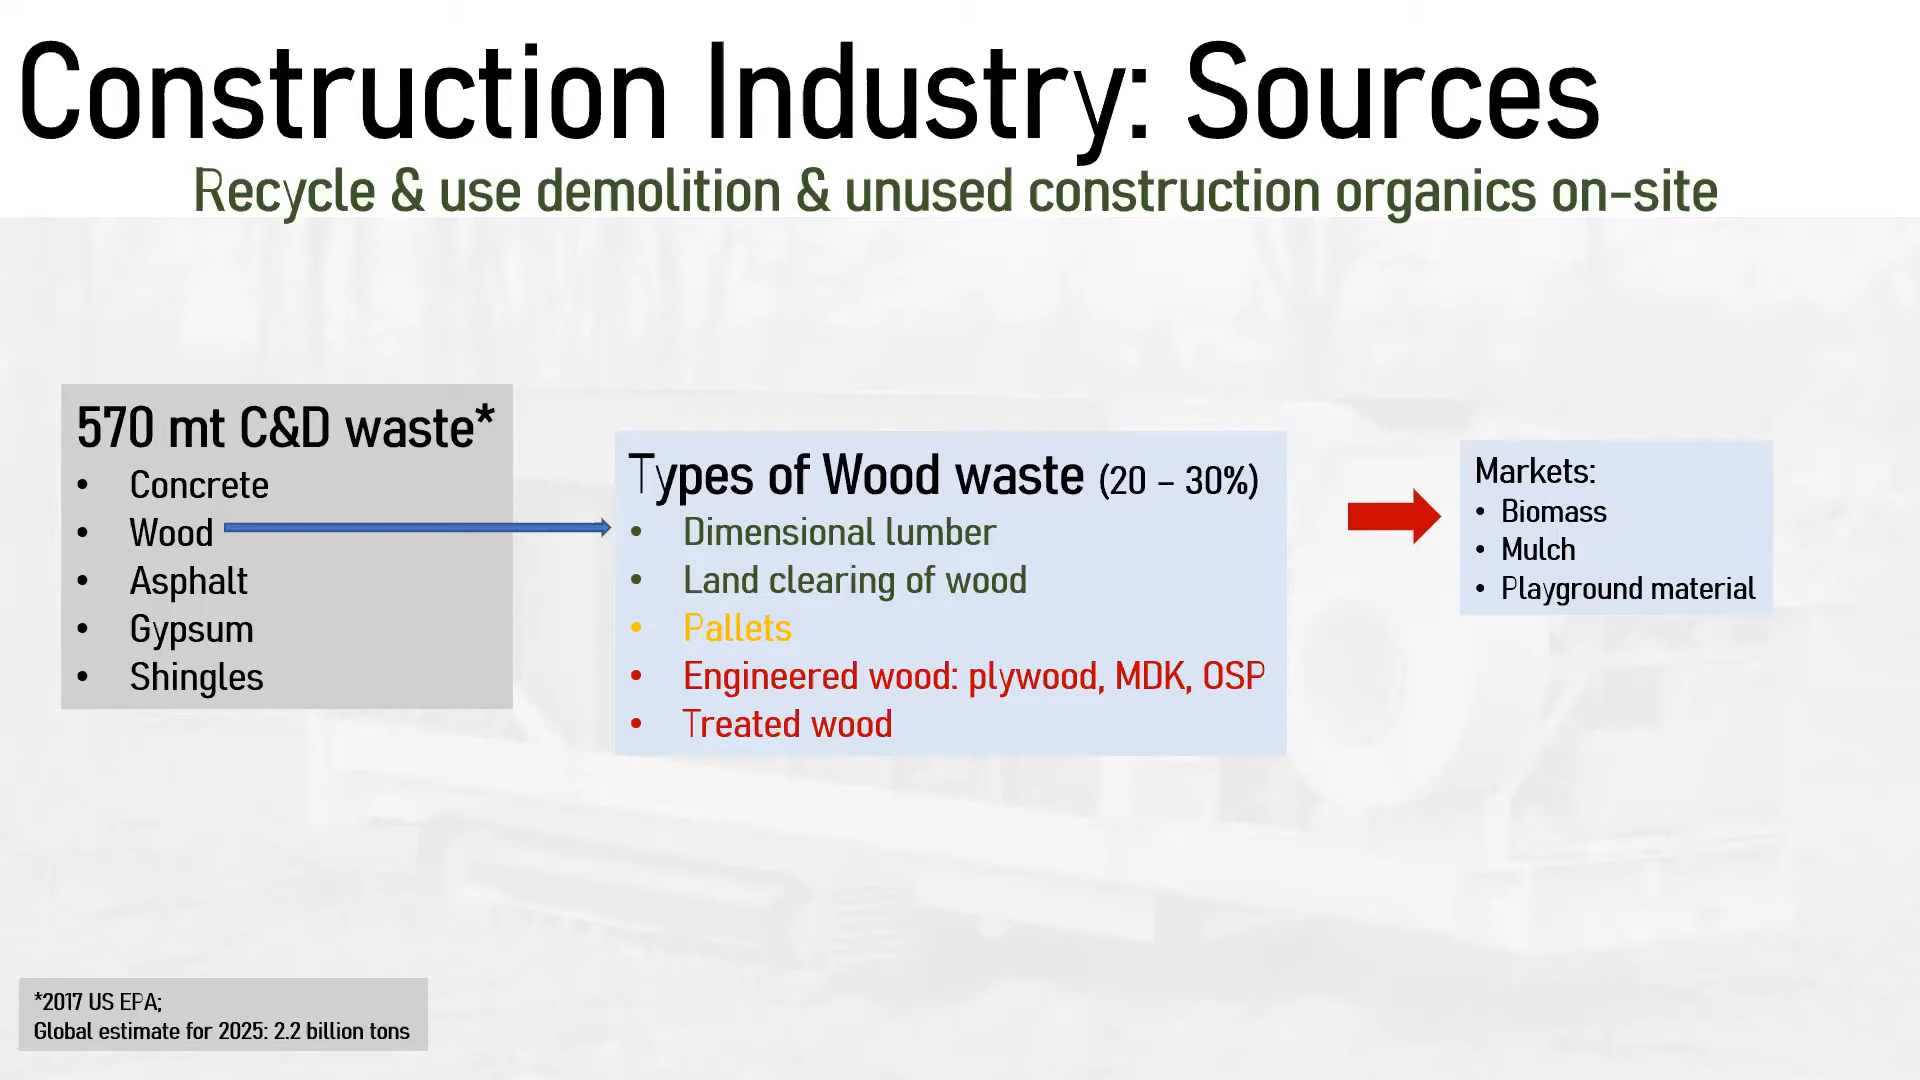 Construction Industry: Sources
Recycle & use demolition & unused construction organics on-site
570 mt C&D waste*
• Concrete
• Wood
• Asphalt
• Gypsum
• Shingles
Types of Wood waste (20 – 30%)
• Dimensional lumber
• Land clearing of wood
• Pallets
• Engineered wood: plywood, MDK, OSP
• Treated wood
Markets:
• Biomass
• Mulch
• Playground material
*2017 US EPA;
Global estimate for 2025: 2.2 billion tons